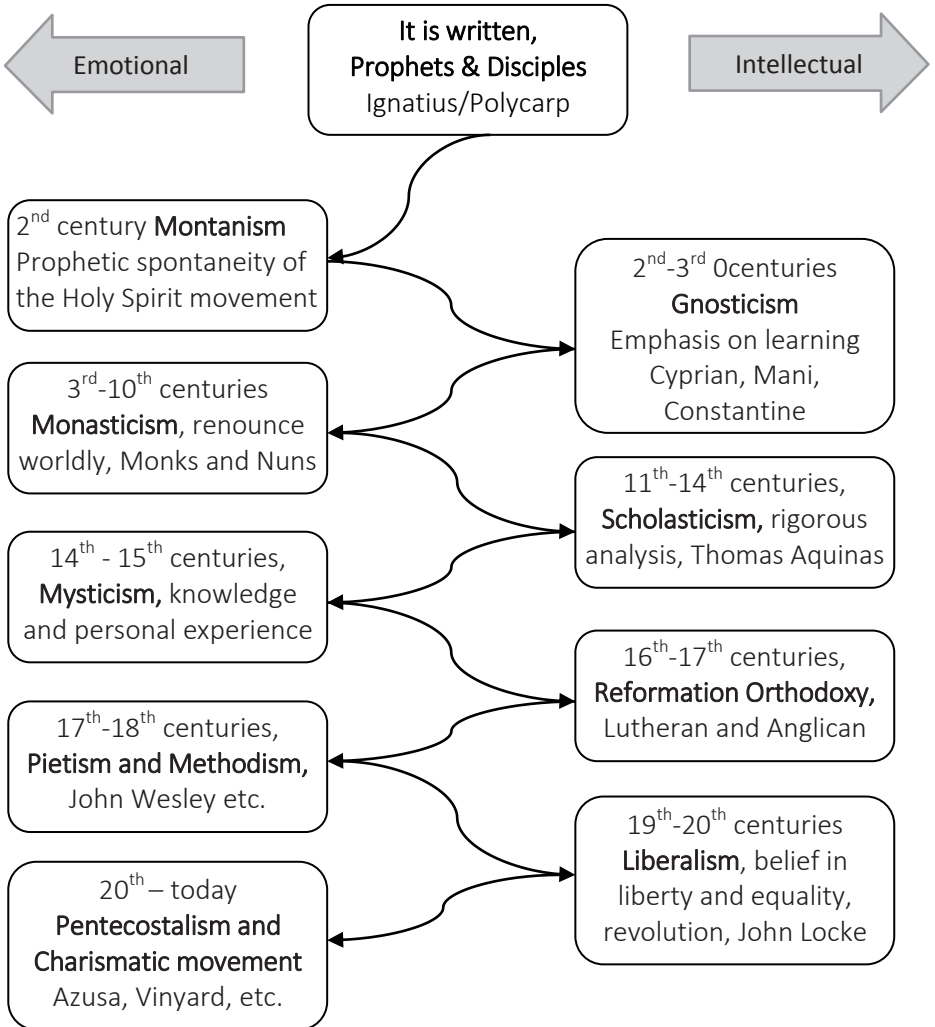 Emotional
It is written,
Prophets & Disciples
Ignatius/Polycarp
Intellectual
2nd century Montanism
Prophetic spontaneity of
the Holy Spirit movement
2nd-3rd 0centuries
Gnosticism
Emphasis on learning
Cyprian, Mani,
Constantine
3rd-10th centuries
Monasticism, renounce
worldly, Monks and Nuns
11th-14th centuries,
Scholasticism, rigorous
analysis, Thomas Aquinas
14th - 15th centuries,
Mysticism, knowledge
and personal experience
16th-17th centuries,
Reformation Orthodoxy,
Lutheran and Anglican
17th-18th centuries,
Pietism and Methodism,
John Wesley etc.
19th-20th centuries
Liberalism, belief in
liberty and equality,
revolution, John Locke
20th – today
Pentecostalism and
Charismatic movement
Azusa, Vinyard, etc.